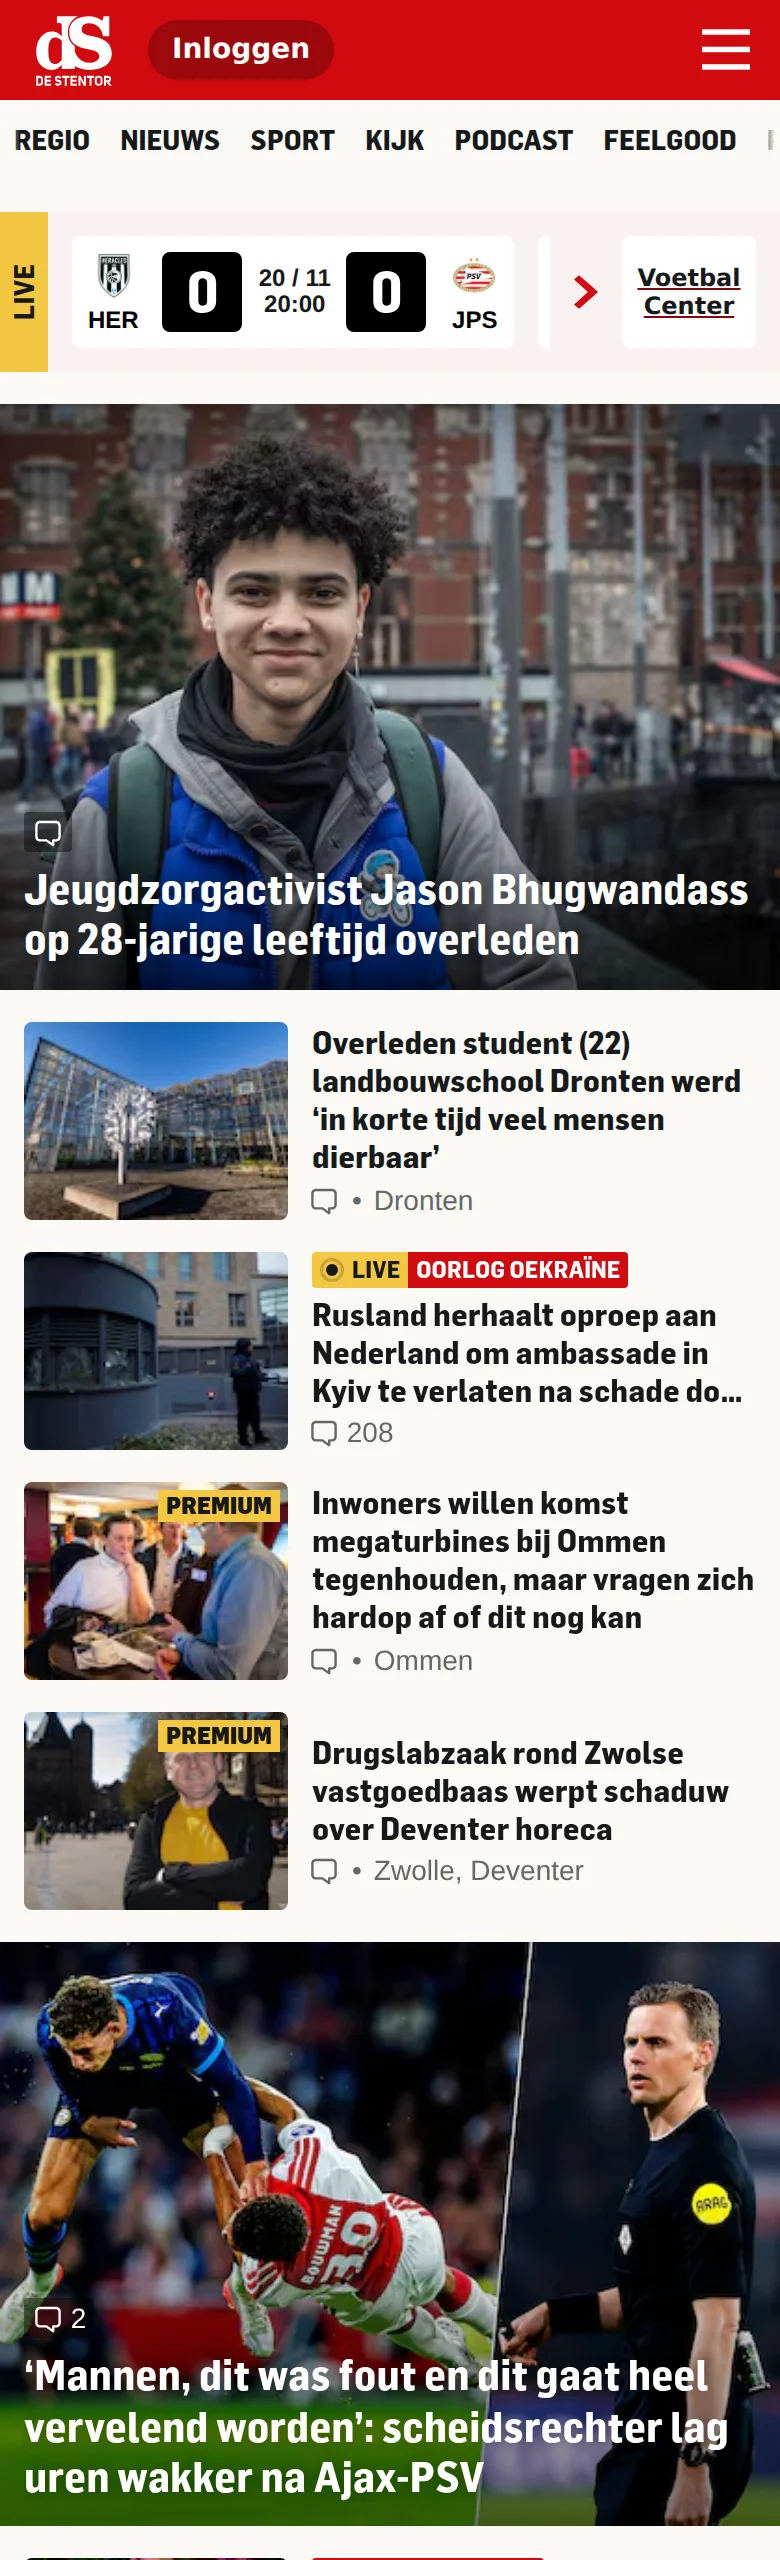 dS
DE STENTOR
Inloggen
REGIO NIEUWS SPORT KIJK PODCAST FEELGOOD
LIVE
HERACLES
HER
0
20 / 11
20:00
0
PSV
JPS
Voetbal
Center
Jeugdzorgactivist Jason Bhugwandass
op 28-jarige leeftijd overleden
Overleden student (22)
landbouwschool Dronten werd
‘in korte tijd veel mensen
dierbaar’
• Dronten
LIVE OORLOG OEKRAÏNE
Rusland herhaalt oproep aan
Nederland om ambassade in
Kyiv te verlaten na schade do...
208
PREMIUM
Inwoners willen komst
megaturbines bij Ommen
tegenhouden, maar vragen zich
hardop af of dit nog kan
• Ommen
PREMIUM
Drugslabzaak rond Zwolse
vastgoedbaas werpt schaduw
over Deventer horeca
• Zwolle, Deventer
ARAG
BOUWMAN
30
2
‘Mannen, dit was fout en dit gaat heel
vervelend worden’: scheidsrechter lag
uren wakker na Ajax-PSV